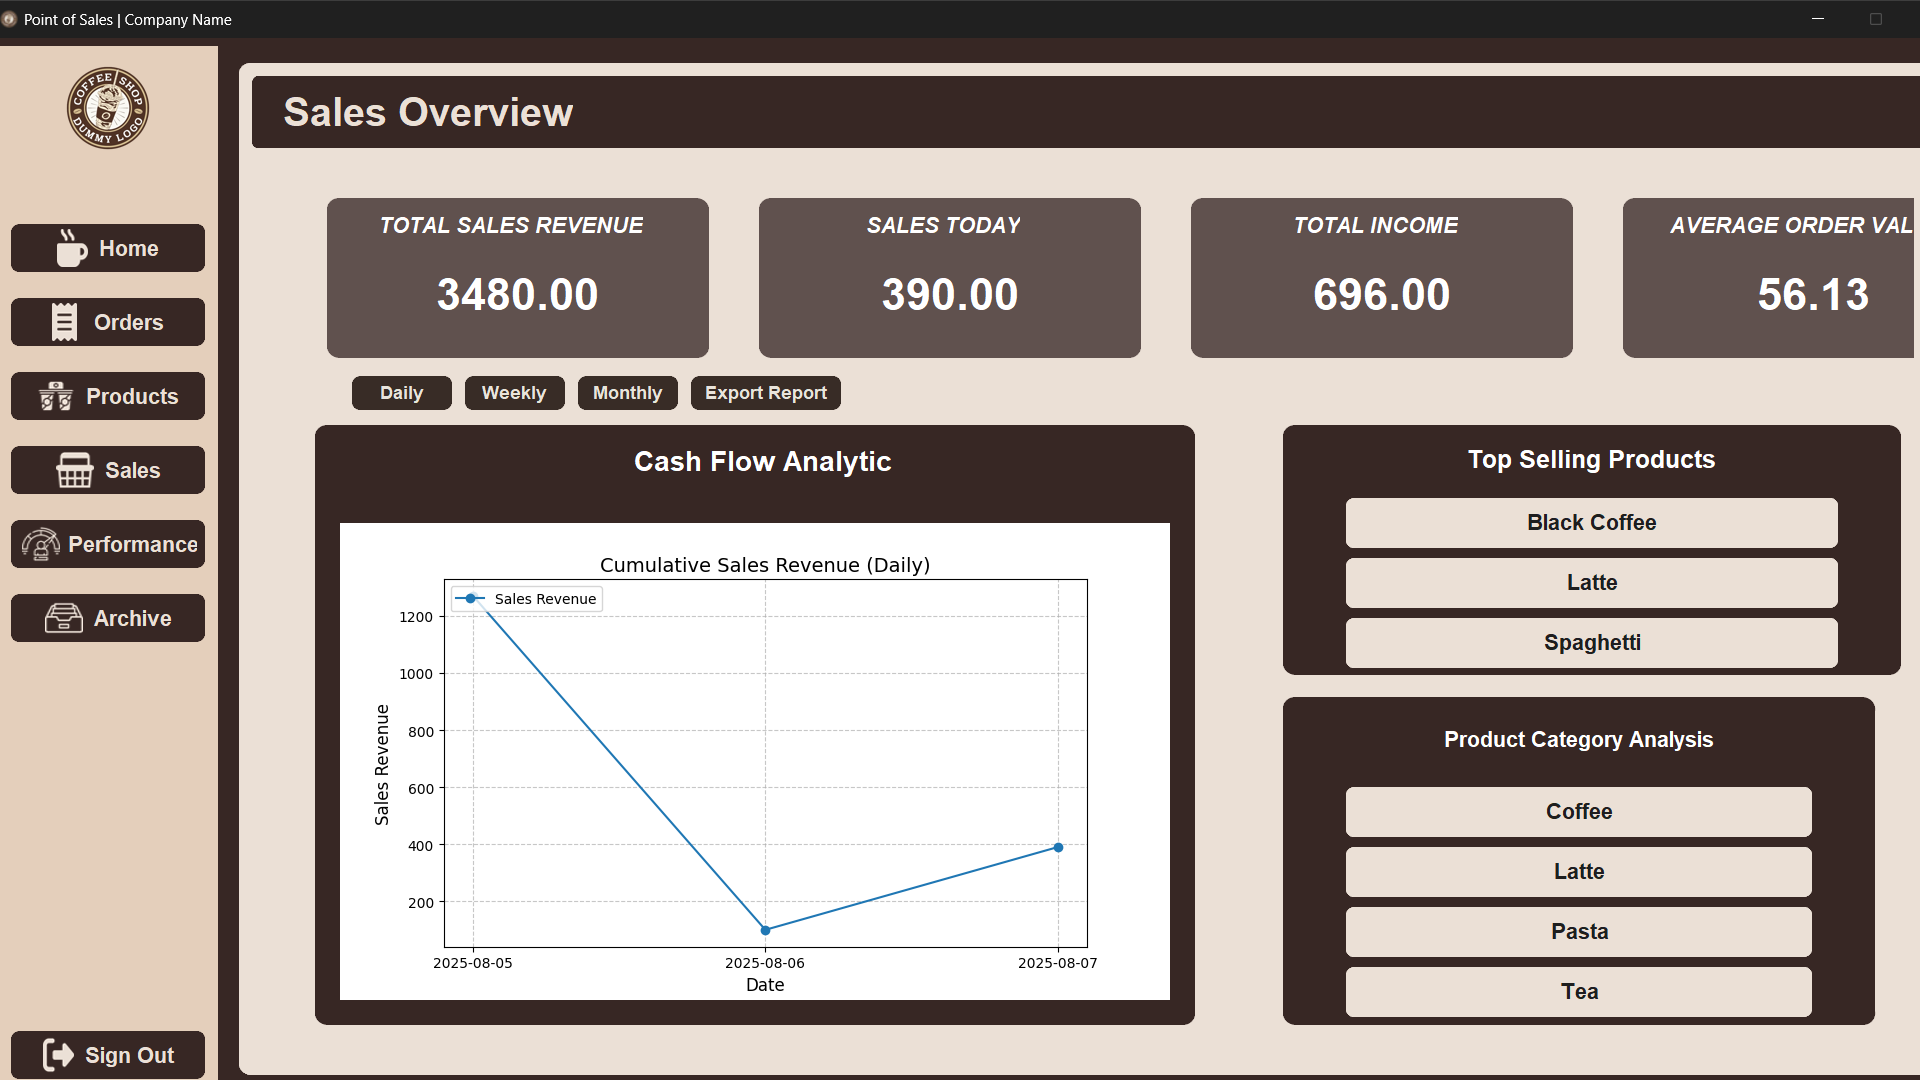 Point of Sales | Company Name
COFFEE SHOP
DUMMY LOGO
Home
Orders
Products
Sales
Performance
Archive
Sign Out
Sales Overview
TOTAL SALES REVENUE
3480.00
SALES TODAY
390.00
TOTAL INCOME
696.00
AVERAGE ORDER VAL
56.13
Daily
Weekly
Monthly
Export Report
Cash Flow Analytic
Cumulative Sales Revenue (Daily)
Sales Revenue
1200
1000
800
600
400
200
Sales Revenue
2025-08-05
2025-08-06
2025-08-07
Date
Top Selling Products
Black Coffee
Latte
Spaghetti
Product Category Analysis
Coffee
Latte
Pasta
Tea